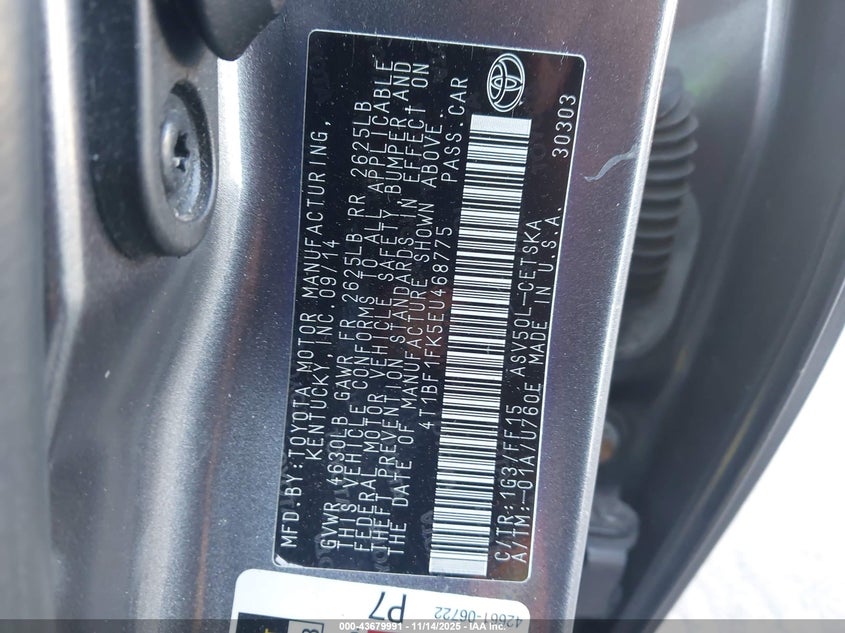 MFD.BY:TOYOTA MOTOR MANUFACTURING,
KENTUCKY,INC.09/14
GVWR 4630LB GAWR FR 2625LB RR 2625LB
THIS VEHICLE CONFORMS TO ALL APPLICABLE
FEDERAL MOTOR VEHICLE SAFETY, BUMPER,AND
THEFT PREVENTION STANDARDS IN EFFECT ON
THE DATE OF MANUFACTURE SHOWN ABOVE.
4T1BF1FK5EU468775 PASS.CAR
C/TR:1G3/FF15 ASV50L-CETSKA
A/TM:-01A/U760E MADE IN U.S.A. 30303
P7
42661-06722
43679991 - 11/14/2025 - © IAA, Inc.